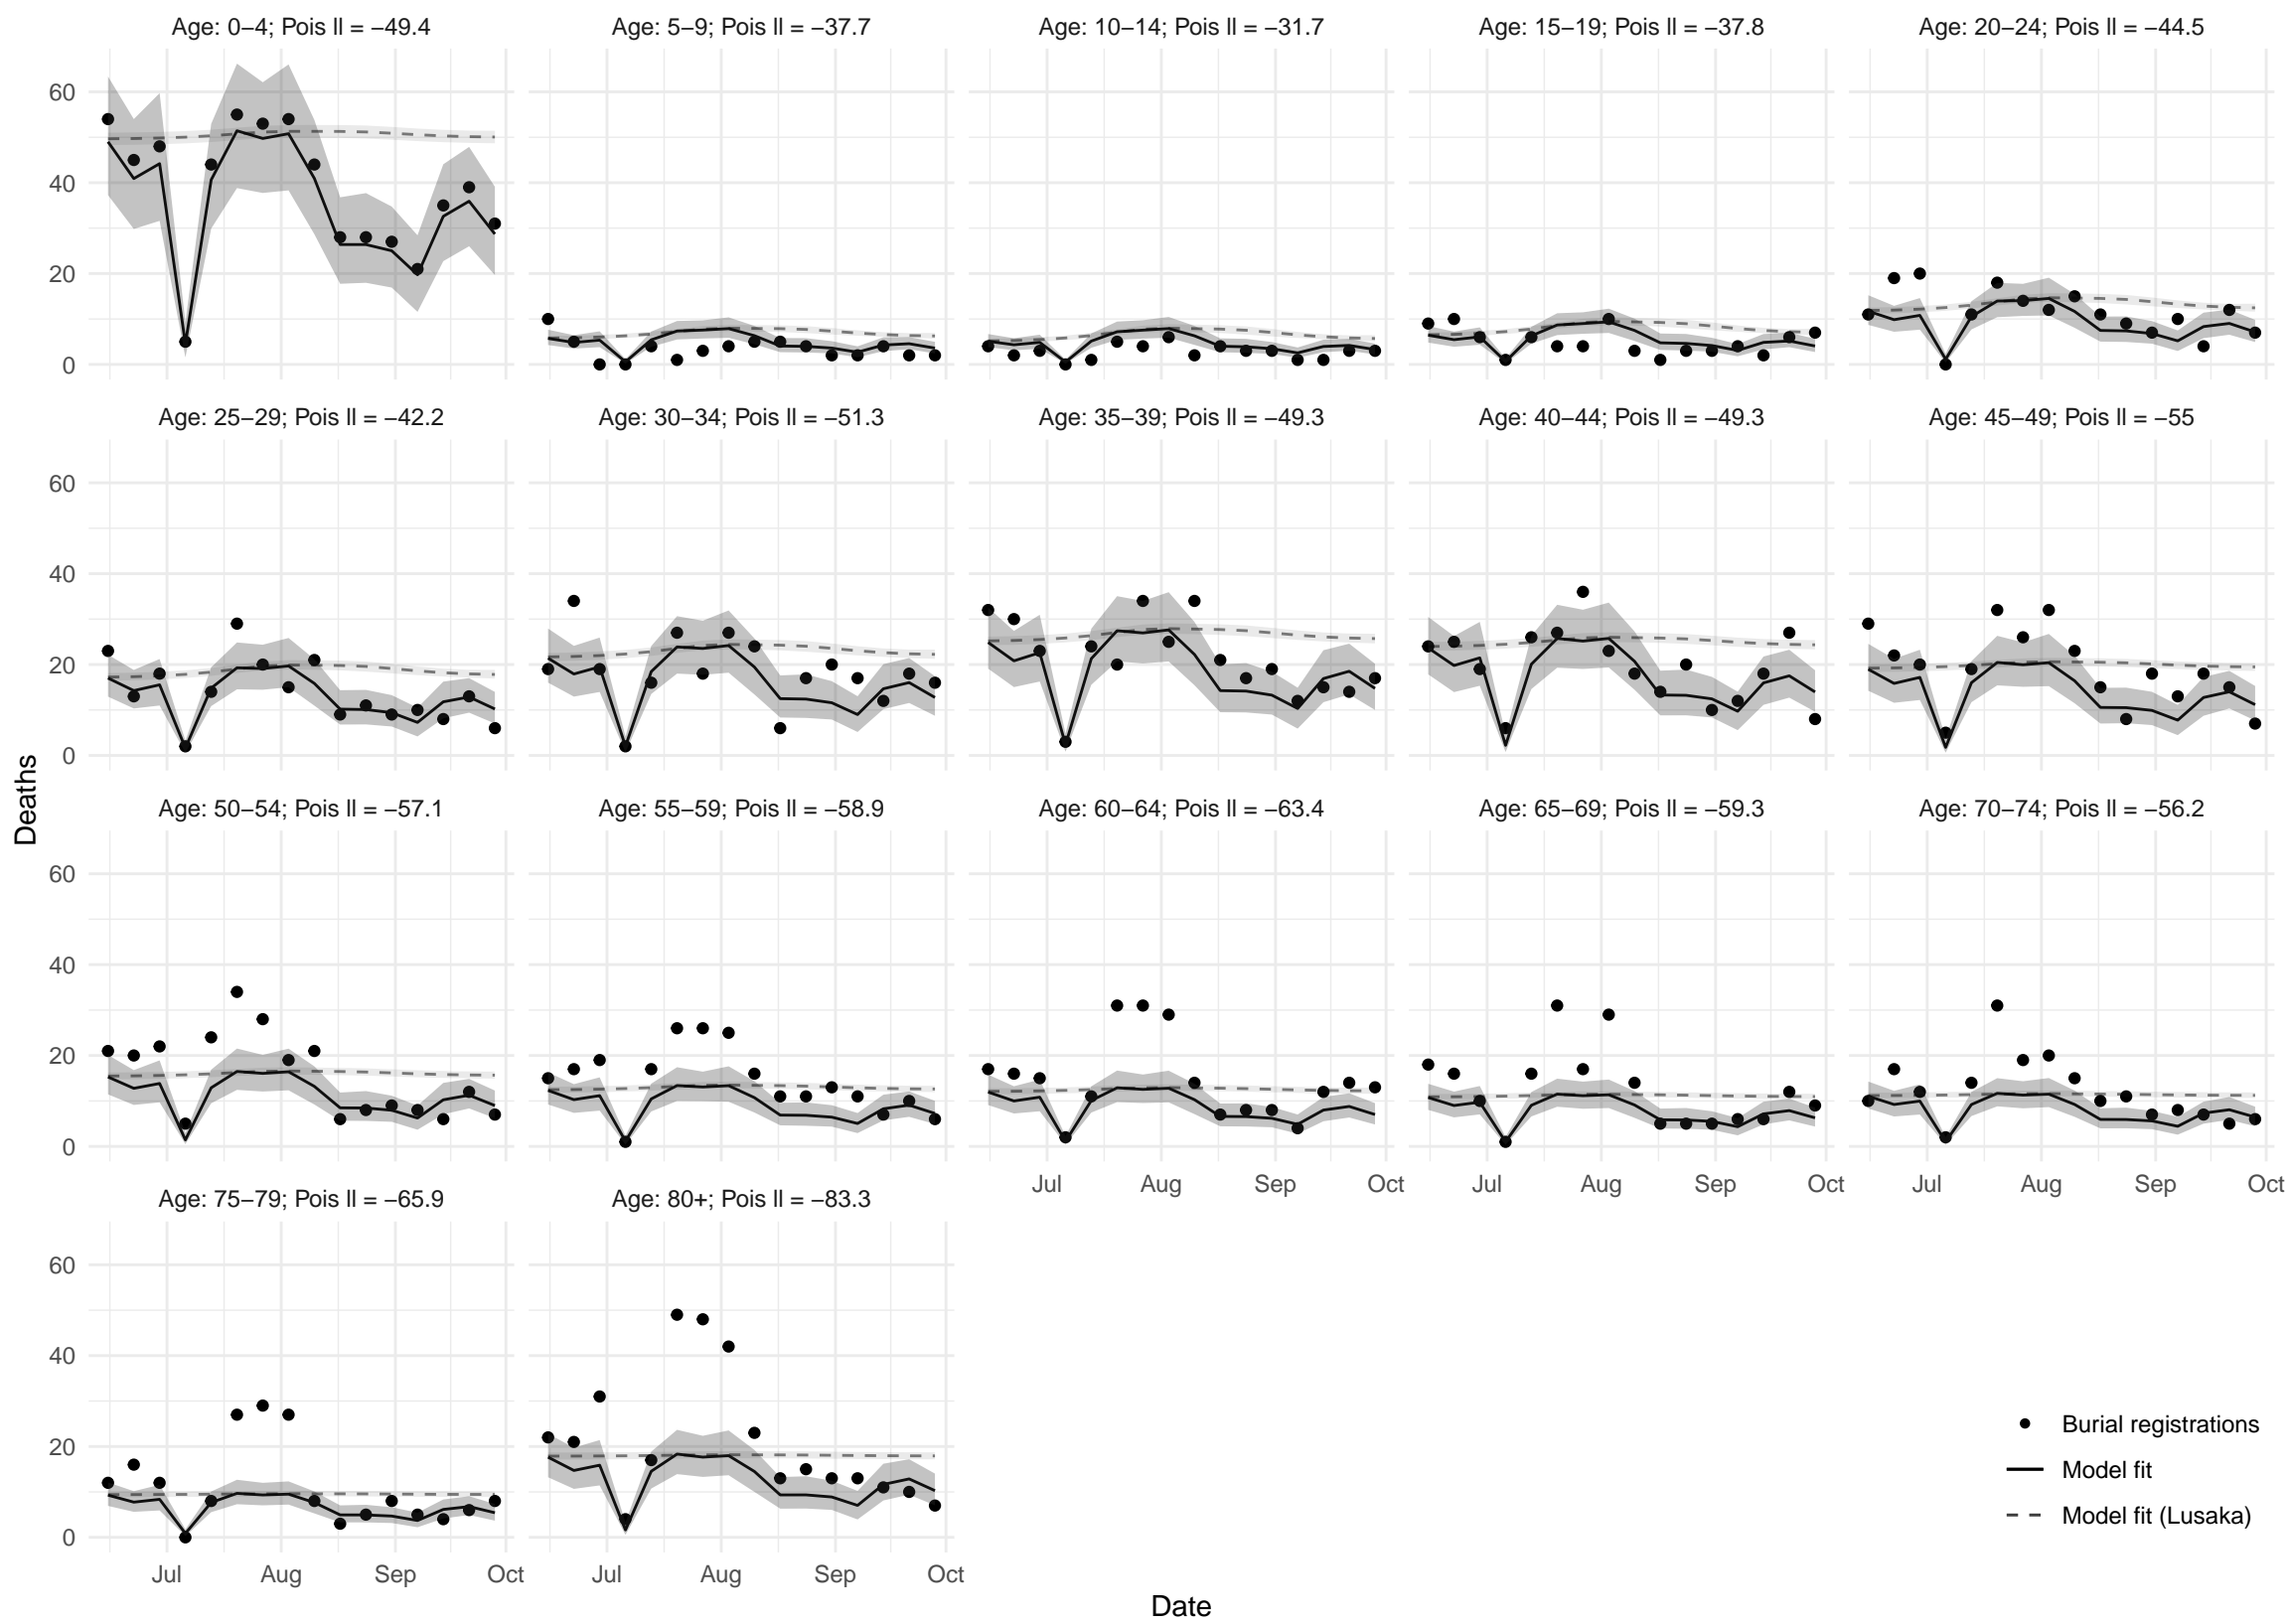 Age: 0−4; Pois ll = −49.4
Age: 5−9; Pois ll = −37.7
Age: 10−14; Pois ll = −31.7
Age: 15−19; Pois ll = −37.8
Age: 20−24; Pois ll = −44.5
60
40
20
0
Age: 25−29; Pois ll = −42.2
Age: 30−34; Pois ll = −51.3
Age: 35−39; Pois ll = −49.3
Age: 40−44; Pois ll = −49.3
Age: 45−49; Pois ll = −55
60
40
20
0
Deaths
Age: 50−54; Pois ll = −57.1
Age: 55−59; Pois ll = −58.9
Age: 60−64; Pois ll = −63.4
Age: 65−69; Pois ll = −59.3
Age: 70−74; Pois ll = −56.2
60
40
20
0
Jul Aug Sep Oct
Jul Aug Sep Oct
Jul Aug Sep Oct
Age: 75−79; Pois ll = −65.9
Age: 80+; Pois ll = −83.3
60
40
20
0
Jul Aug Sep Oct
Jul Aug Sep Oct
Burial registrations
Model fit
Model fit (Lusaka)
Date